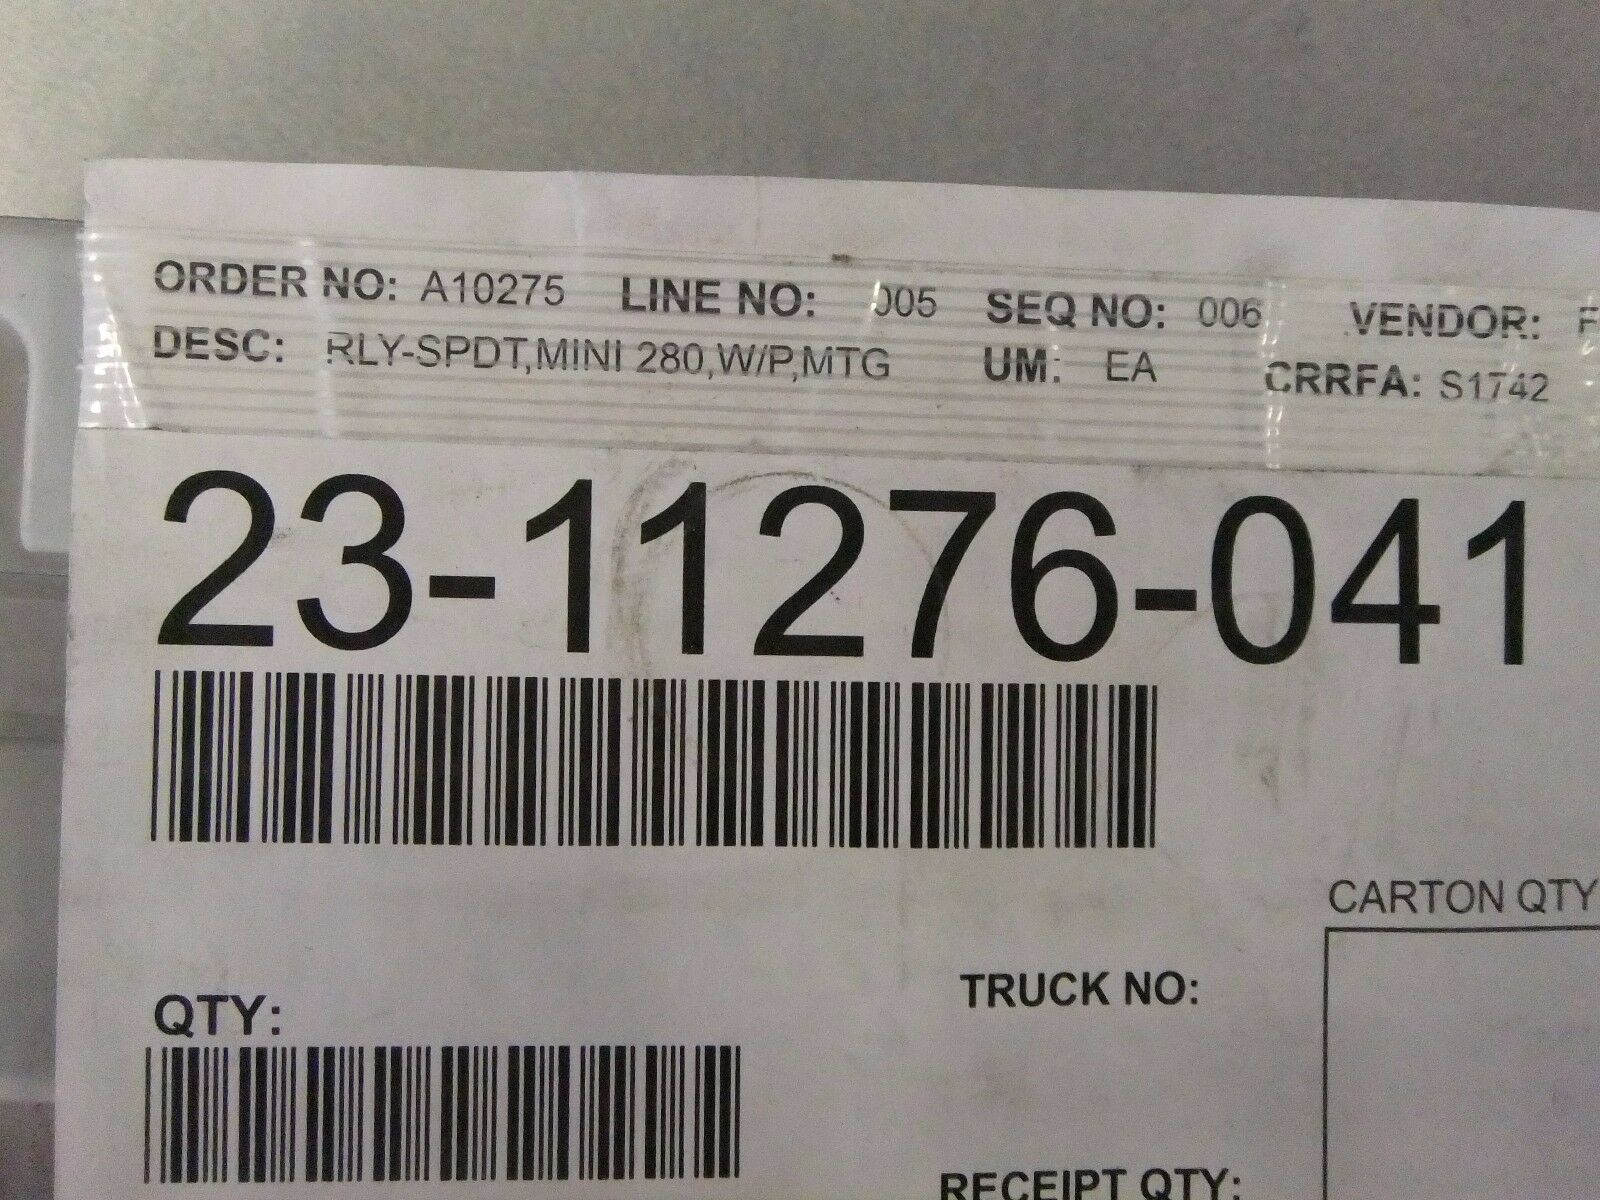 ORDER NO: A10275 LINE NO: 005 SEQ NO: 006 VENDOR:
DESC: RLY-SPDT,MINI 280,W/P,MTG UM: EA CRRFA: S1742
23-11276-041
CARTON QTY
TRUCK NO:
QTY:
RECEIPT QTY: